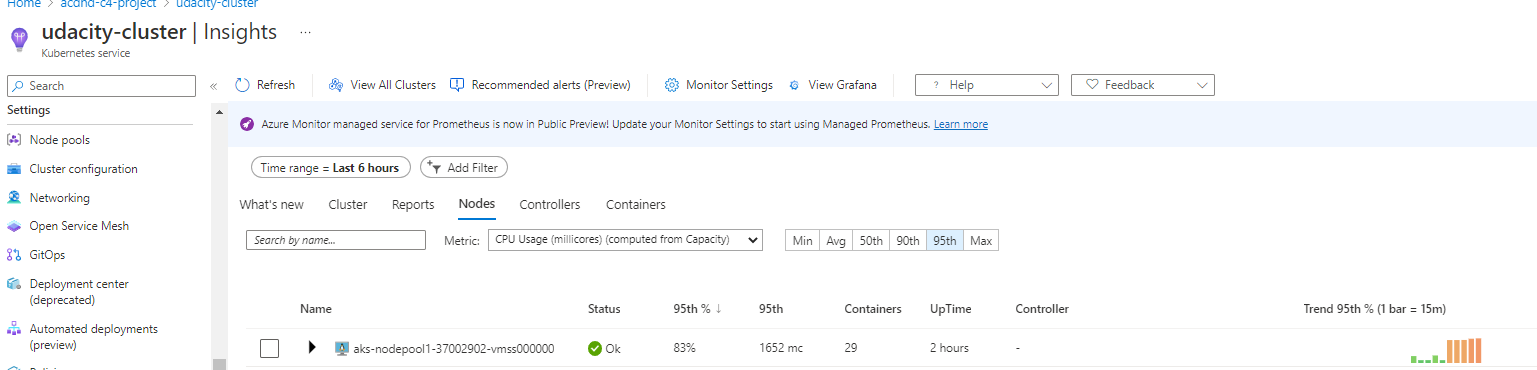 Home > acdnd-c4-project > udacity-cluster
udacity-cluster | Insights ...
Kubernetes service
Search
« Refresh View All Clusters Recommended alerts (Preview) Monitor Settings View Grafana ? Help Feedback
Settings
Node pools
Cluster configuration
Networking
Open Service Mesh
GitOps
Deployment center
(deprecated)
Automated deployments
(preview)
Azure Monitor managed service for Prometheus is now in Public Preview! Update your Monitor Settings to start using Managed Prometheus. Learn more
Time range = Last 6 hours Add Filter
What's new Cluster Reports Nodes Controllers Containers
Search by name... Metric: CPU Usage (millicores) (computed from Capacity) Min Avg 50th 90th 95th Max
Name Status 95th % ↓ 95th Containers UpTime Controller Trend 95th % (1 bar = 15m)
aks-nodepool1-37002902-vmss000000 Ok 83% 1652 mc 29 2 hours -